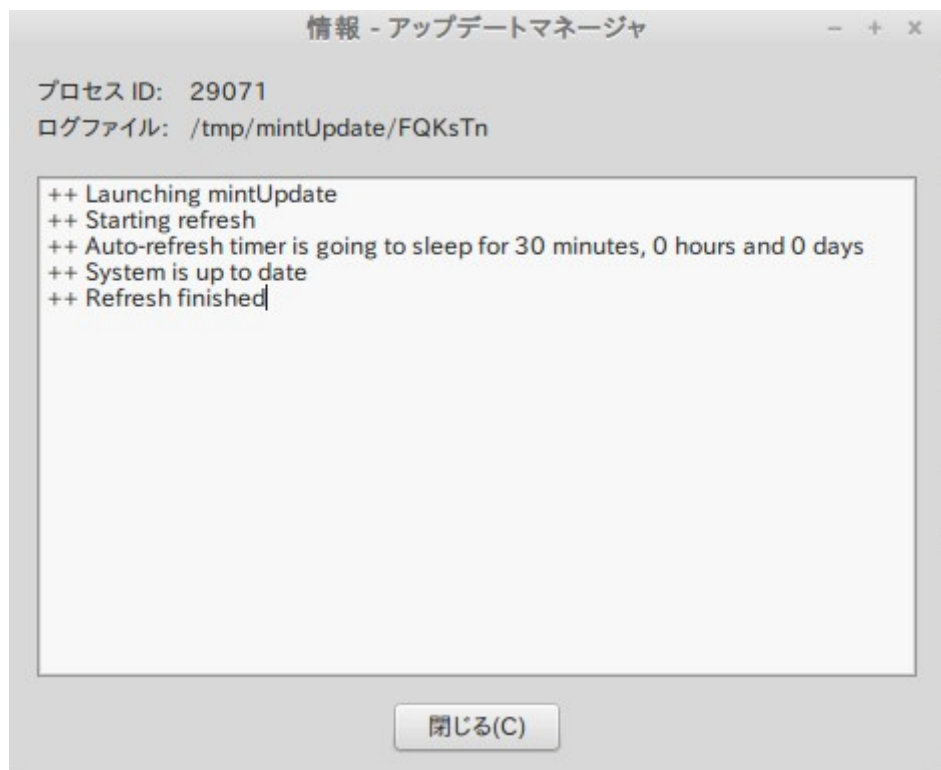 情報 - アップデートマネージャ
プロセス ID: 29071
ログファイル: /tmp/mintUpdate/FQKsTn
++ Launching mintUpdate
++ Starting refresh
++ Auto-refresh timer is going to sleep for 30 minutes, 0 hours and 0 days
++ System is up to date
++ Refresh finished
閉じる(C)